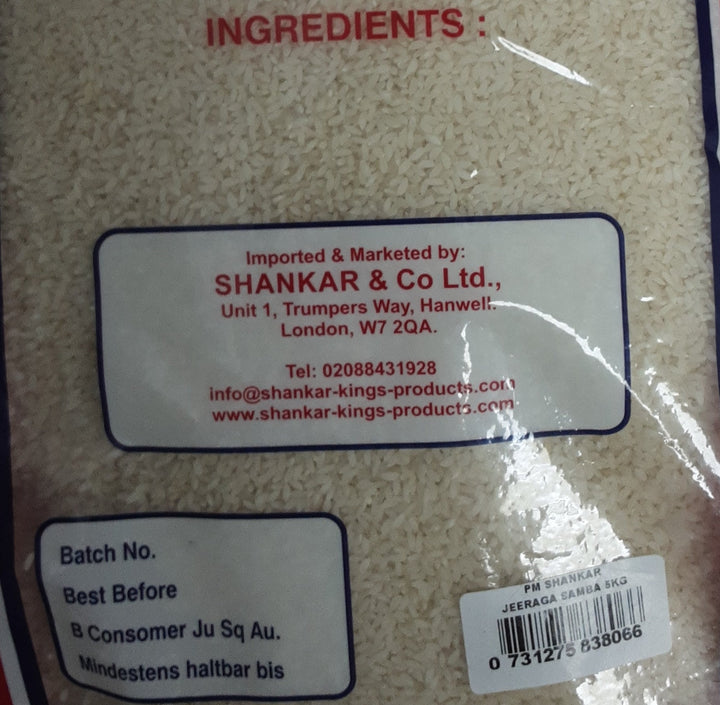 INGREDIENTS :
Imported & Marketed by:
SHANKAR & Co Ltd.,
Unit 1, Trumpers Way, Hanwell.
London, W7 2QA.
Tel: 02088431928
info@shankar-kings-products.com
www.shankar-kings-products.com
Batch No.
Best Before
B Consomer Ju Sq Au.
Mindestens haltbar bis
PM SHANKAR
JEERAGA SAMBA 5KG
0 731275 838066